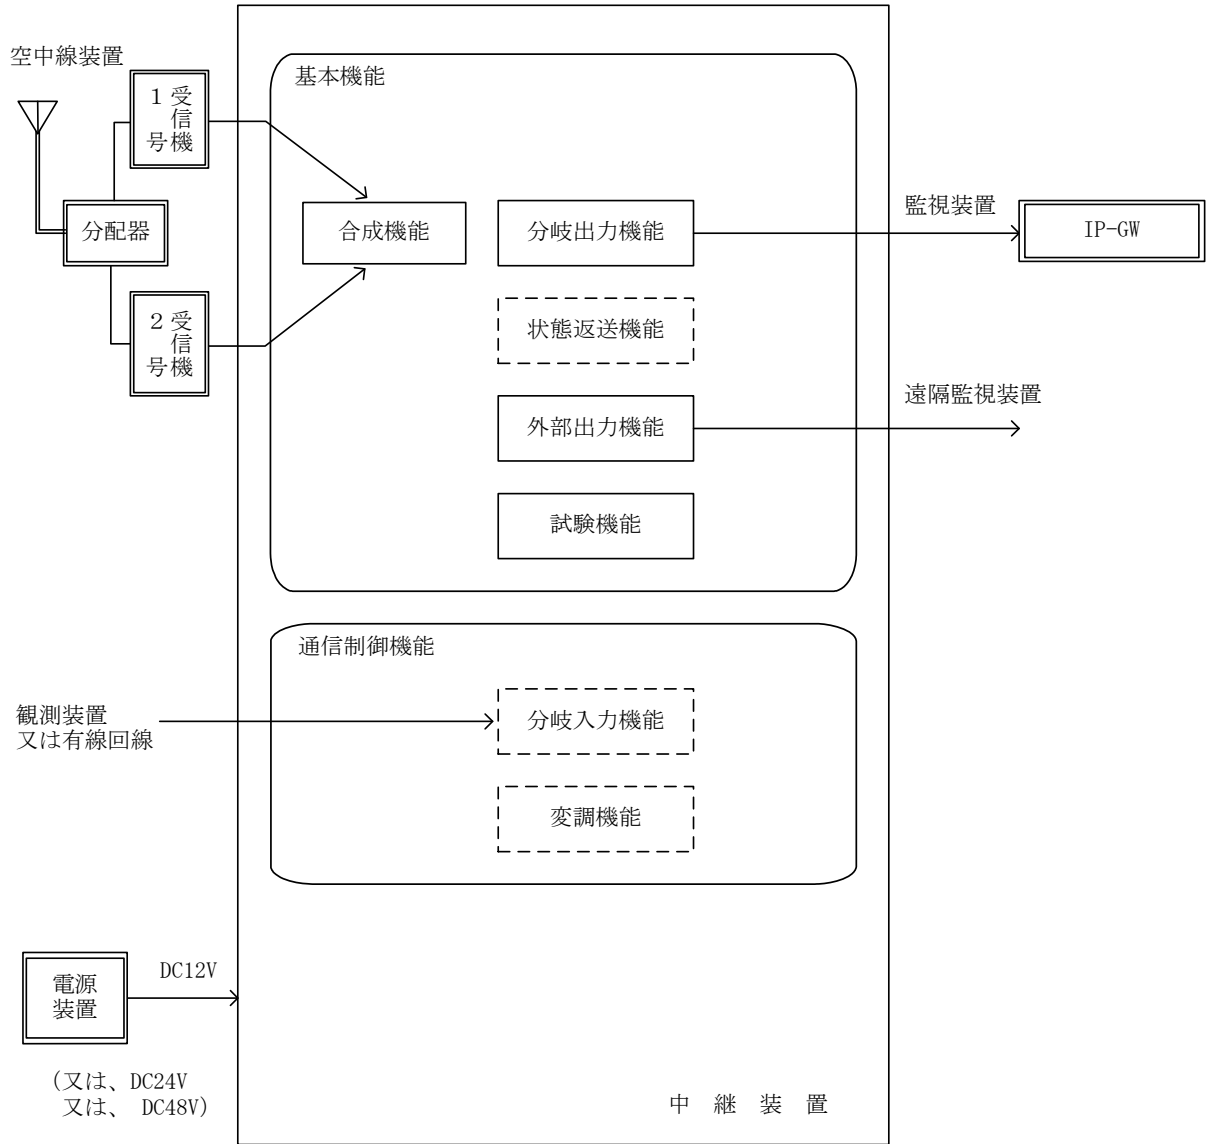 空中線装置
基本機能
1受信
号機
分配器
2受信
号機
合成機能
分岐出力機能
監視装置
IP-GW
状態返送機能
外部出力機能
遠隔監視装置
試験機能
通信制御機能
観測装置
又は有線回線
分岐入力機能
変調機能
電源
装置
DC12V
(又は、DC24V
又は、 DC48V)
中 継 装 置